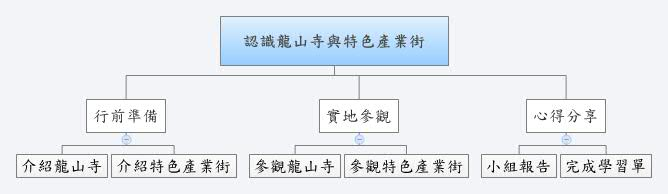 認識龍山寺與特色產業街
行前準備
實地參觀
心得分享
介紹龍山寺
介紹特色產業街
參觀龍山寺
參觀特色產業街
小組報告
完成學習單